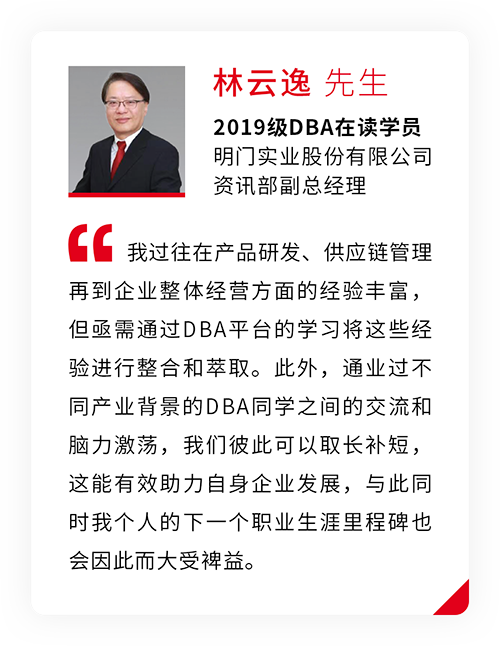 林云逸 先生
2019级DBA在读学员
明门实业股份有限公司
资讯部副总经理
“我过往在产品研发、供应链管理
再到企业整体经营方面的经验丰富，
但亟需通过DBA平台的学习将这些经
验进行整合和萃取。此外，通业过不
同产业背景的DBA同学之间的交流和
脑力激荡，我们彼此可以取长补短，
这能有效助力自身企业发展，与此同
时我个人的下一个职业生涯里程碑也
会因此而大受裨益。